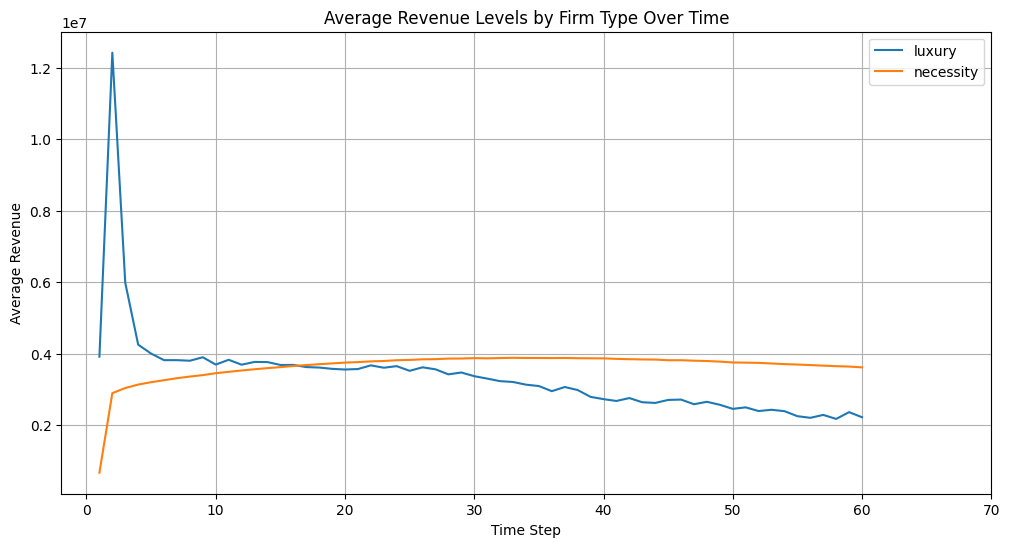 Average Revenue Levels by Firm Type Over Time
1e7
luxury
necessity
1.2
1.0
0.8
0.6
0.4
0.2
Average Revenue
0 10 20 30 40 50 60 70
Time Step